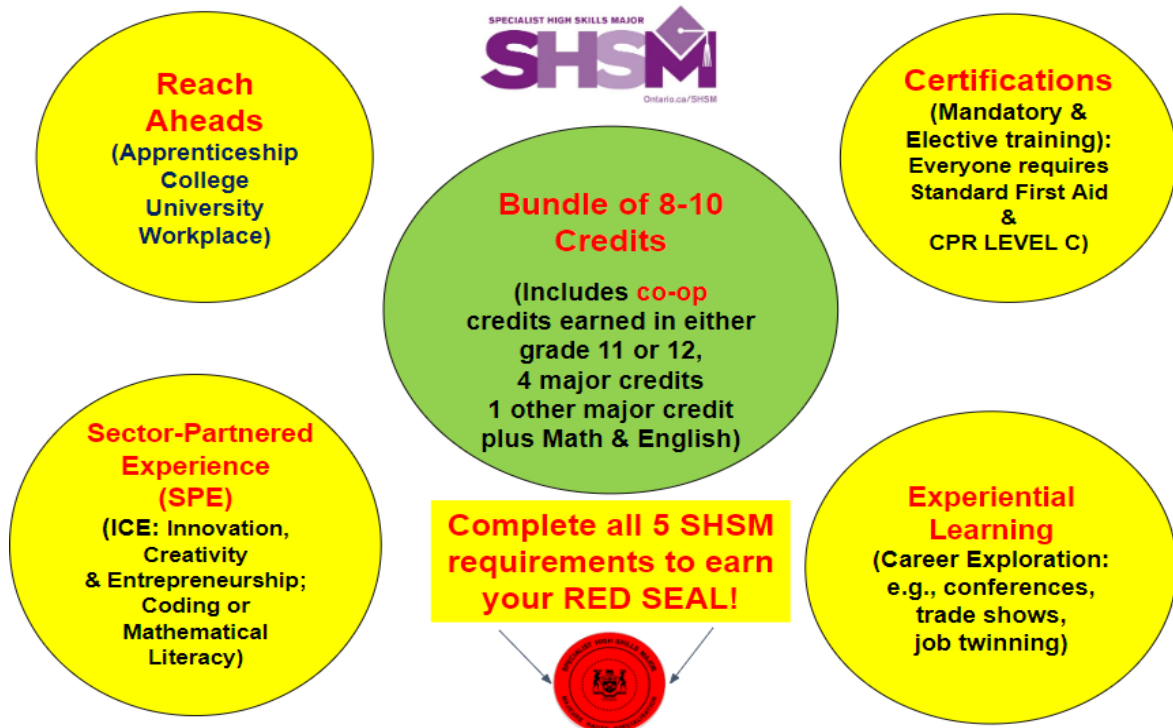 SPECIALIST HIGH SKILLS MAJOR
SHSM
Ontario.ca/SHSM
Reach
Aheads
(Apprenticeship
College
University
Workplace)
Certifications
(Mandatory &
Elective training):
Everyone requires
Standard First Aid
&
CPR LEVEL C)
Bundle of 8-10
Credits
(Includes co-op
credits earned in either
grade 11 or 12,
4 major credits
1 other major credit
plus Math & English)
Sector-Partnered
Experience
(SPE)
(ICE: Innovation,
Creativity
& Entrepreneurship;
Coding or
Mathematical
Literacy)
Experiential
Learning
(Career Exploration:
e.g., conferences,
trade shows,
job twinning)
Complete all 5 SHSM
requirements to earn
your RED SEAL!
SPECIALIST HIGH SKILLS MAJOR